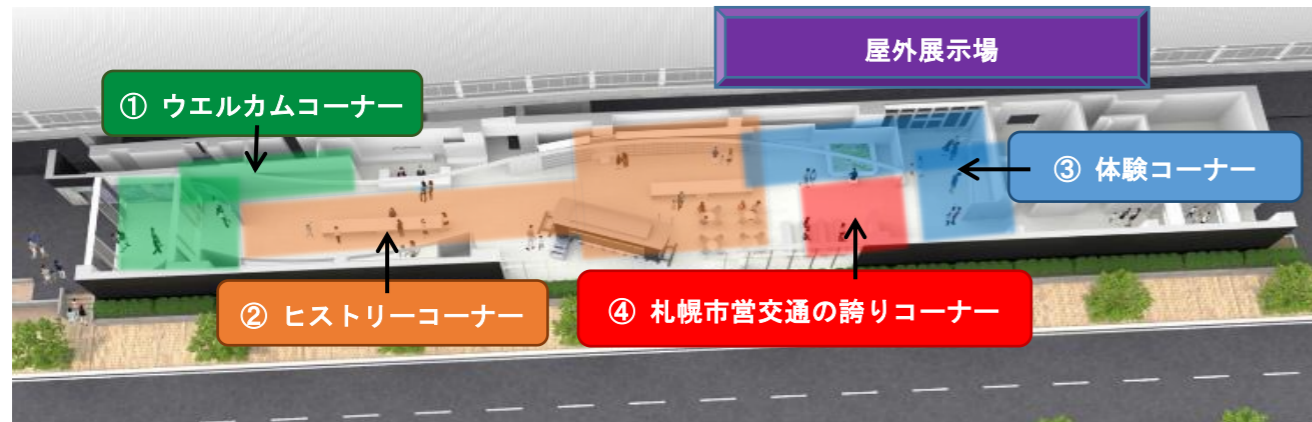 屋外展示場
① ウエルカムコーナー
③ 体験コーナー
② ヒストリーコーナー
④ 札幌市営交通の誇りコーナー